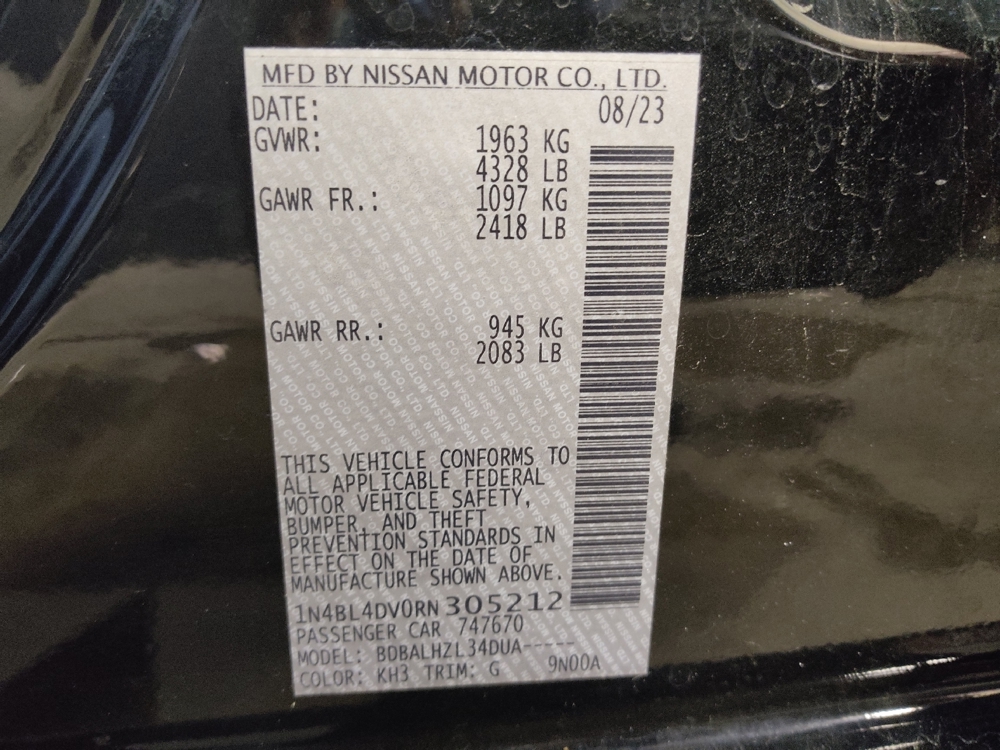 MFD BY NISSAN MOTOR CO., LTD.
DATE: 08/23
GVWR: 1963 KG
4328 LB
GAWR FR.: 1097 KG
2418 LB
GAWR RR.: 945 KG
2083 LB
THIS VEHICLE CONFORMS TO
ALL APPLICABLE FEDERAL
MOTOR VEHICLE SAFETY,
BUMPER, AND THEFT
PREVENTION STANDARDS IN
EFFECT ON THE DATE OF
MANUFACTURE SHOWN ABOVE.
1N4BL4DV0RN305212
PASSENGER CAR 747670
MODEL: BDBALHZL34DUA-----
COLOR: KH3 TRIM: G 9N00A